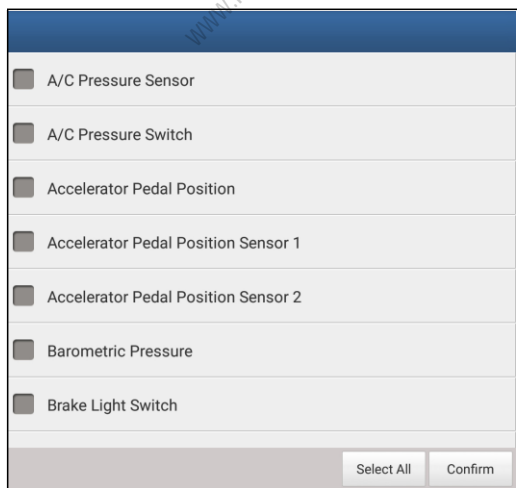 A/C Pressure Sensor
A/C Pressure Switch
Accelerator Pedal Position
Accelerator Pedal Position Sensor 1
Accelerator Pedal Position Sensor 2
Barometric Pressure
Brake Light Switch
Select All
Confirm